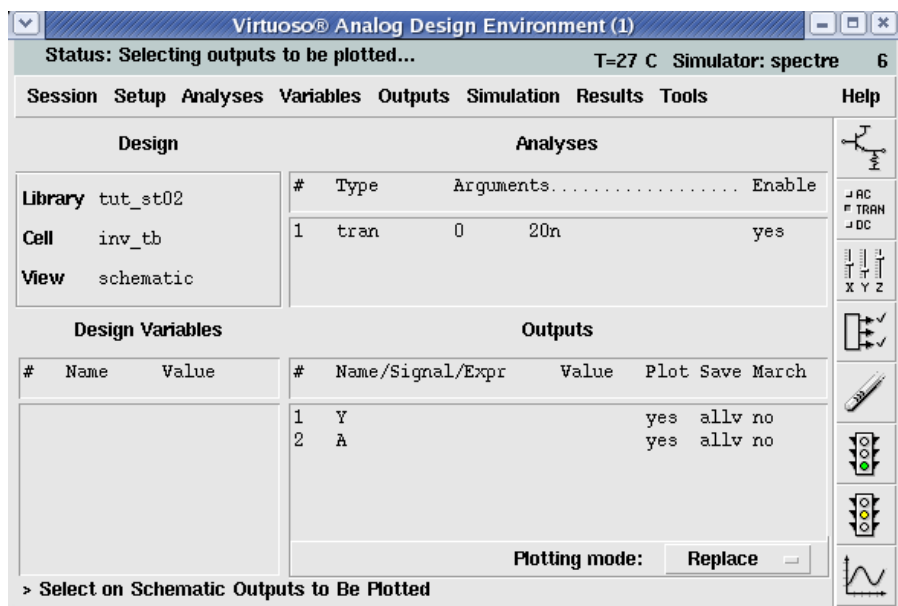 Virtuoso® Analog Design Environment (1)
Status: Selecting outputs to be plotted... T=27 C Simulator: spectre 6
Session Setup Analyses Variables Outputs Simulation Results Tools Help
Design
Library tut_st02
Cell inv_tb
View schematic
Analyses
# Type Arguments................... Enable
1 tran 0 20n yes
Design Variables
# Name Value
Outputs
# Name/Signal/Expr Value Plot Save March
1 Y yes allv no
2 A yes allv no
Plotting mode: Replace
> Select on Schematic Outputs to Be Plotted
AC
TRAN
DC
X Y Z